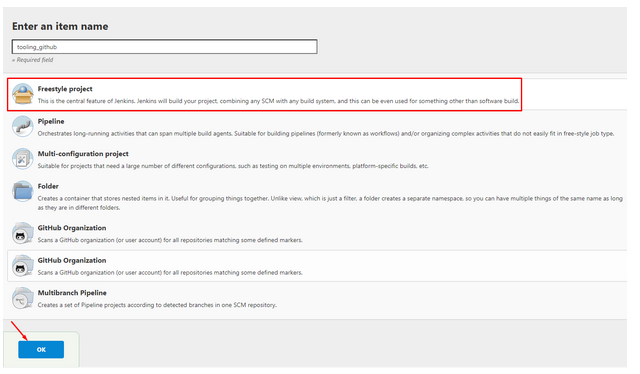 Enter an item name
tooling_github
» Required field
Freestyle project
This is the central feature of Jenkins. Jenkins will build your project, combining any SCM with any build system, and this can be even used for something other than software build.
Pipeline
Orchestrates long-running activities that can span multiple build agents. Suitable for building pipelines (formerly known as workflows) and/or organizing complex activities that do not easily fit in free-style job type.
Multi-configuration project
Suitable for projects that need a large number of different configurations, such as testing on multiple environments, platform-specific builds, etc.
Folder
Creates a container that stores nested items in it. Useful for grouping things together. Unlike view, which is just a filter, a folder creates a separate namespace, so you can have multiple things of the same name as long
as they are in different folders.
GitHub Organization
Scans a GitHub organization (or user account) for all repositories matching some defined markers.
GitHub Organization
Scans a GitHub organization (or user account) for all repositories matching some defined markers.
Multibranch Pipeline
Creates a set of Pipeline projects according to detected branches in one SCM repository.
OK